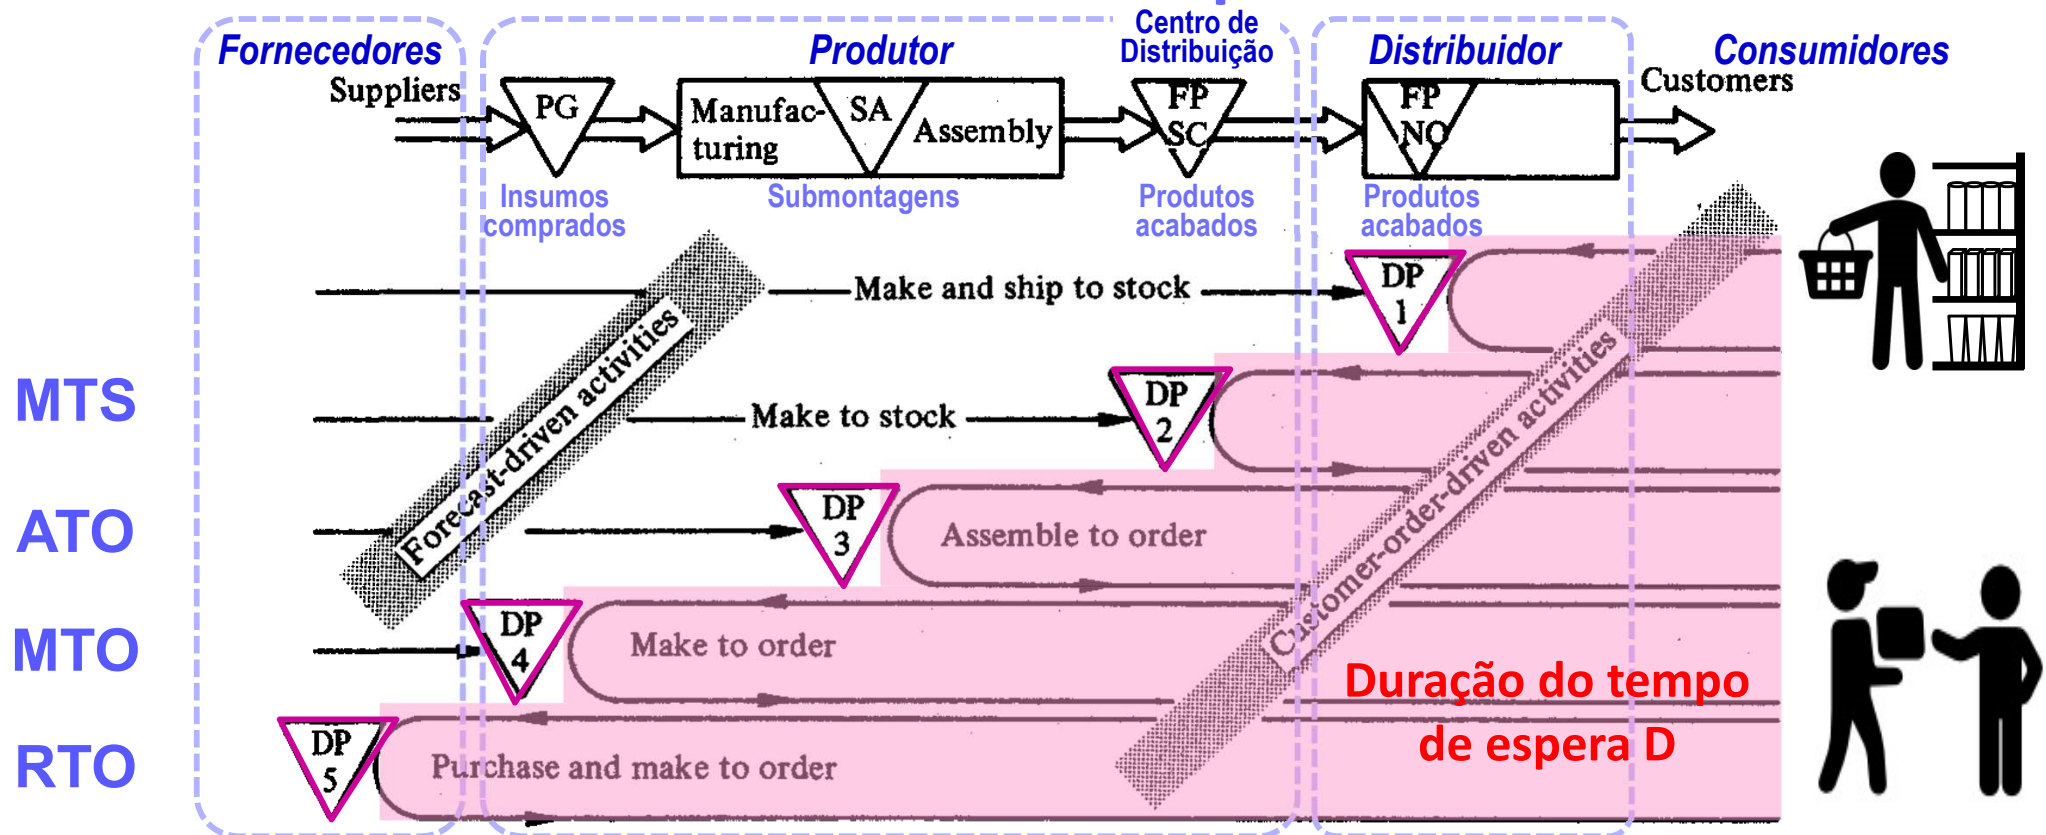 Centro de
Distribuição
Fornecedores
Produtor
Distribuidor
Consumidores
Suppliers
Customers
PG
Manufac-
turing
SA
Assembly
FP
SC
FP
Insumos
comprados
Submontagens
Produtos
acabados
Produtos
acabados
DP
1
Make and ship to stock
Forecast-driven activities
Customer-order-driven activities
MTS
Make to stock
DP
2
ATO
DP
3
Assemble to order
MTO
DP
4
Make to order
Duração do tempo
de espera D
RTO
DP
5
Purchase and make to order